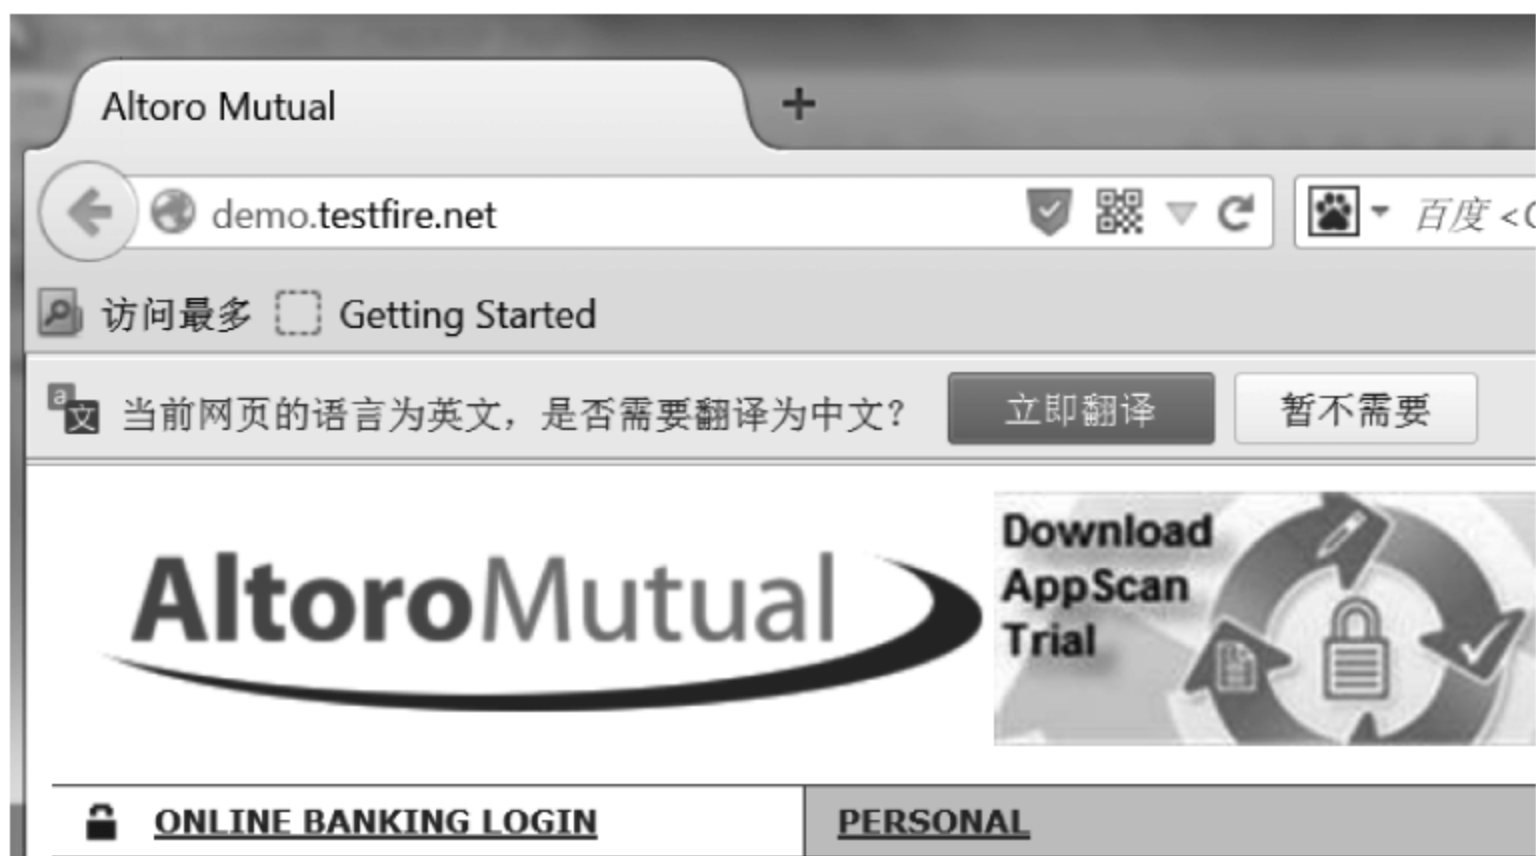 Altoro Mutual
demo.testfire.net
百度 <
访问最多 Getting Started
当前网页的语言为英文，是否需要翻译为中文？ 立即翻译 暂不需要
AltoroMutual
Download
AppScan
Trial
ONLINE BANKING LOGIN PERSONAL